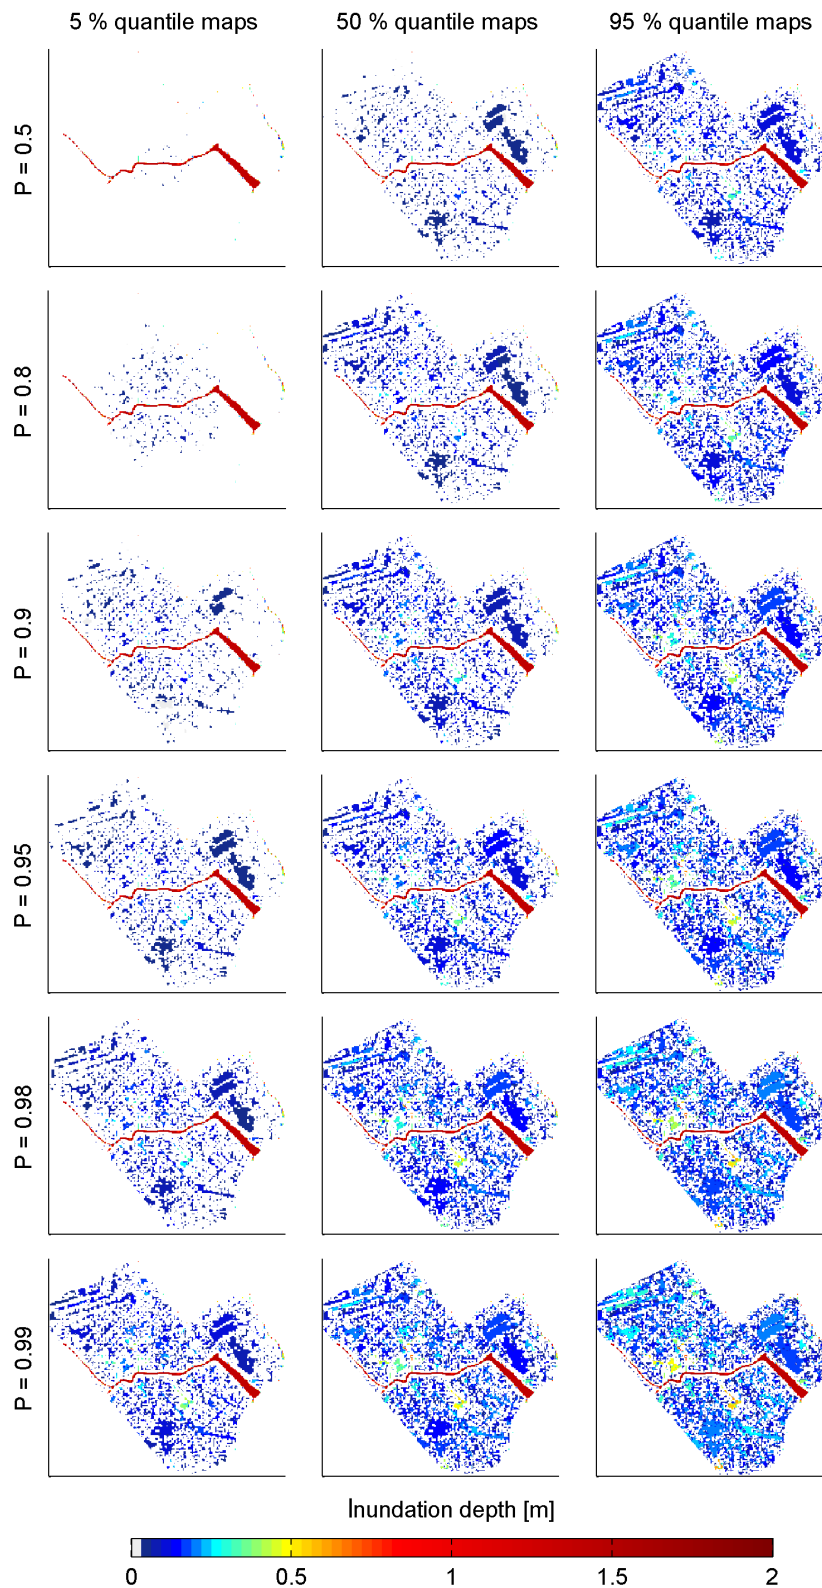 5 % quantile maps 50 % quantile maps 95 % quantile maps
P = 0.5
P = 0.8
P = 0.9
P = 0.95
P = 0.98
P = 0.99
Inundation depth [m]
0 0.5 1 1.5 2